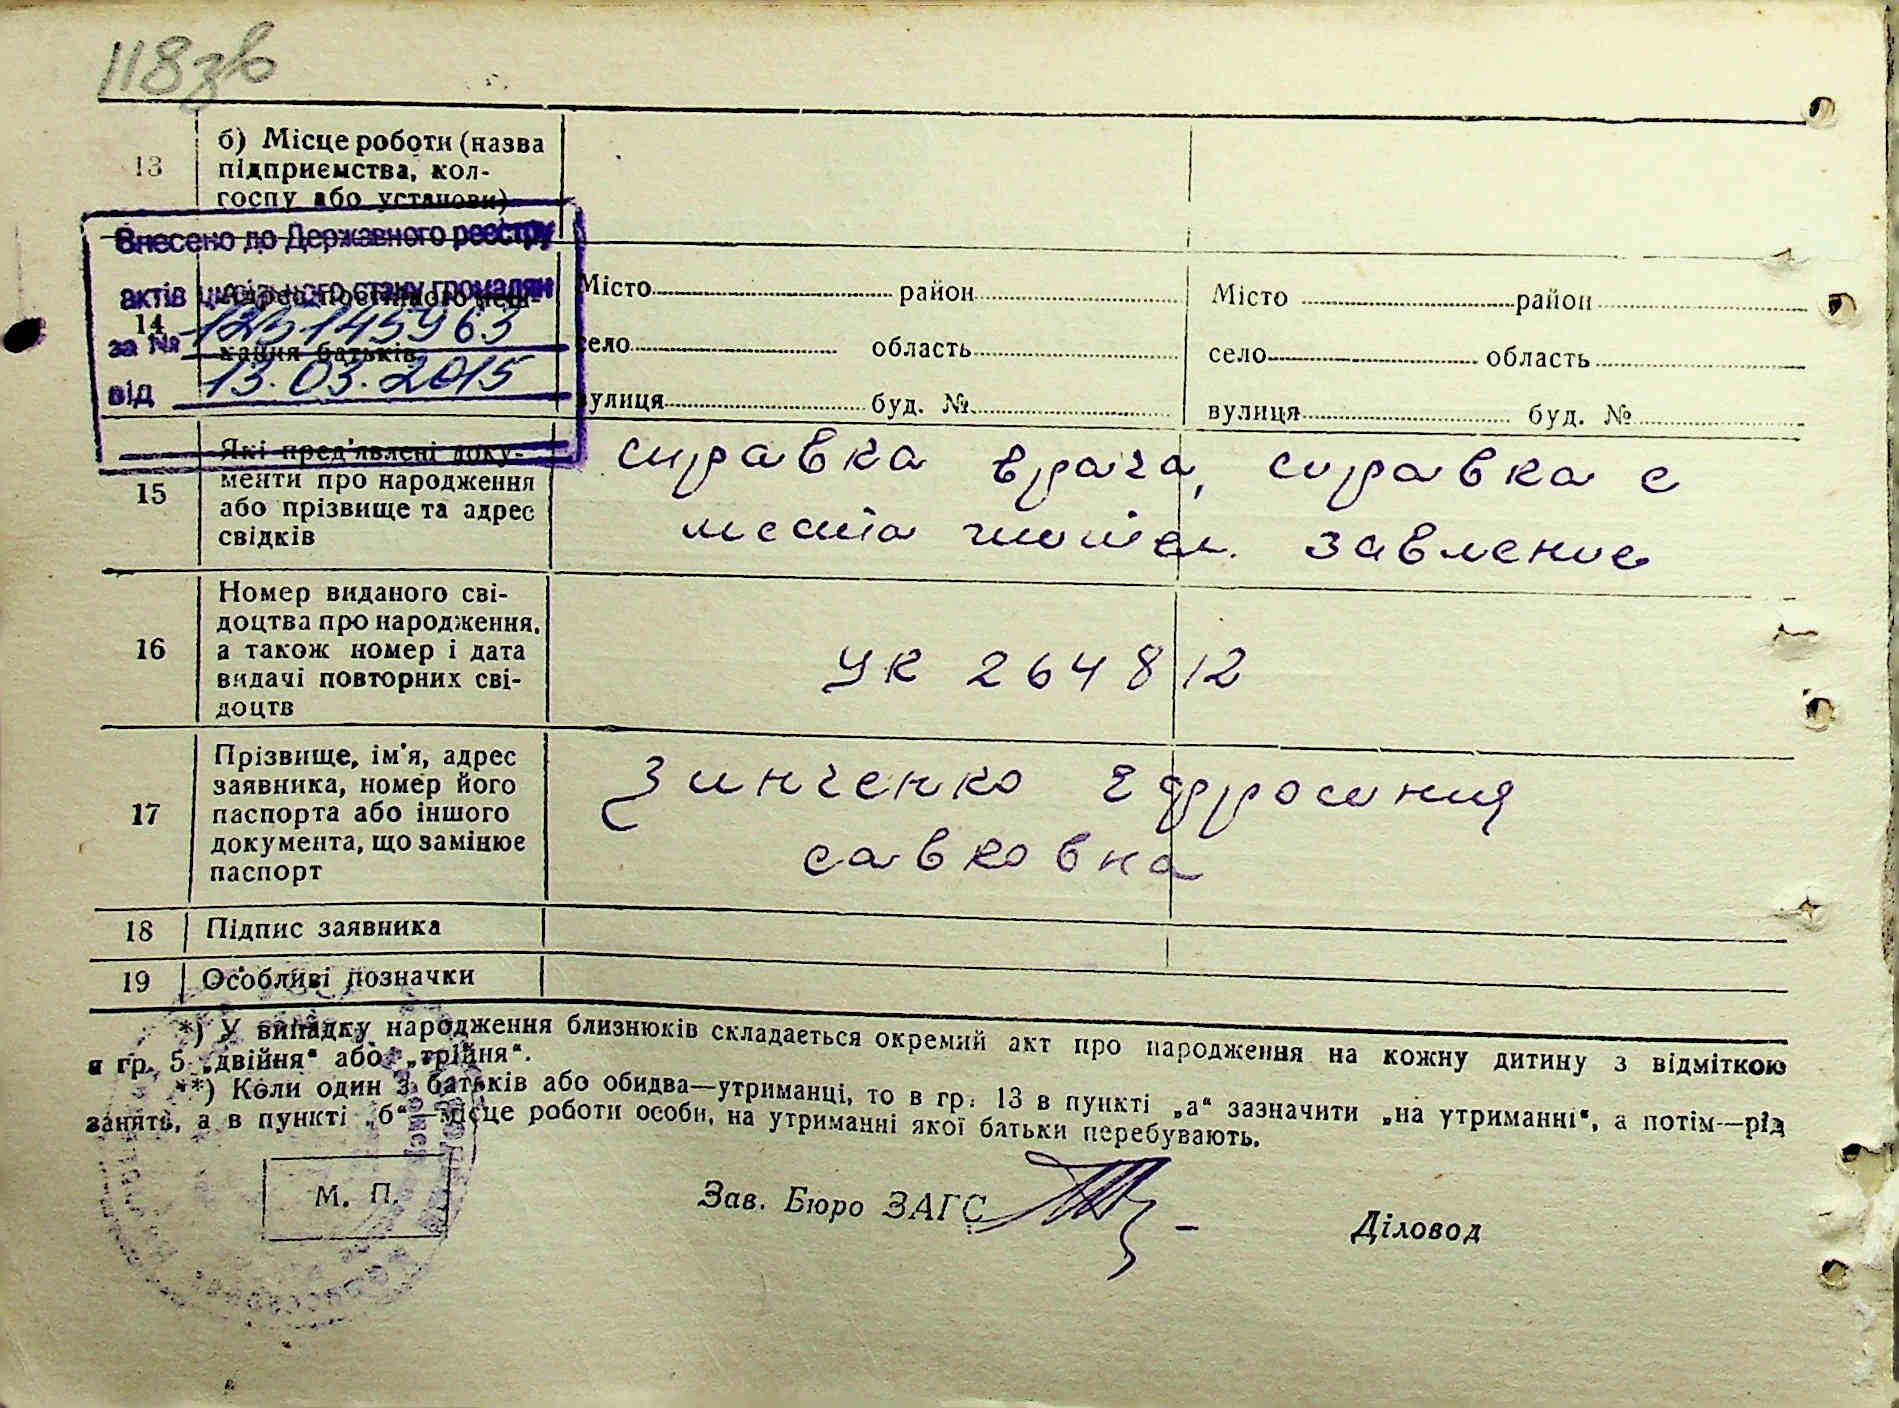 118зв
13
б) Місце роботи (назва
підприємства, кол-
госпу або установи)
Внесено до Державного реєстру
актів цивільного стану громадян
за № 123145963
від 13.03.2015
14
Адрес постійного меш-
кання батьків
Місто район
село область
вулиця буд. №
Місто район
село область
вулиця буд. №
15
Які пред'явлені доку-
менти про народження
або прізвище та адрес
свідків
справка врача, справка с
места жител. завление
16
Номер виданого сві-
доцтва про народження,
а також номер і дата
видачі повторних сві-
доцтв
УК 264812
17
Прізвище, ім'я, адрес
заявника, номер його
паспорта або іншого
документа, що замінює
паспорт
Зинченко Ефросиния
Савковна
18 Підпис заявника
19 Особливі позначки
*) У випадку народження близнюків складається окремий акт про народження на кожну дитину з відміткою
в гр. 5 „двійня“ або „трійня“.
**) Коли один з батьків або обидва—утриманці, то в гр. 13 в пункті „а“ зазначити „на утриманні“, а потім—рід
занять, а в пункті „б“—місце роботи особи, на утриманні якої батьки перебувають.
М. П.
Зав. Бюро ЗАГС
Діловод